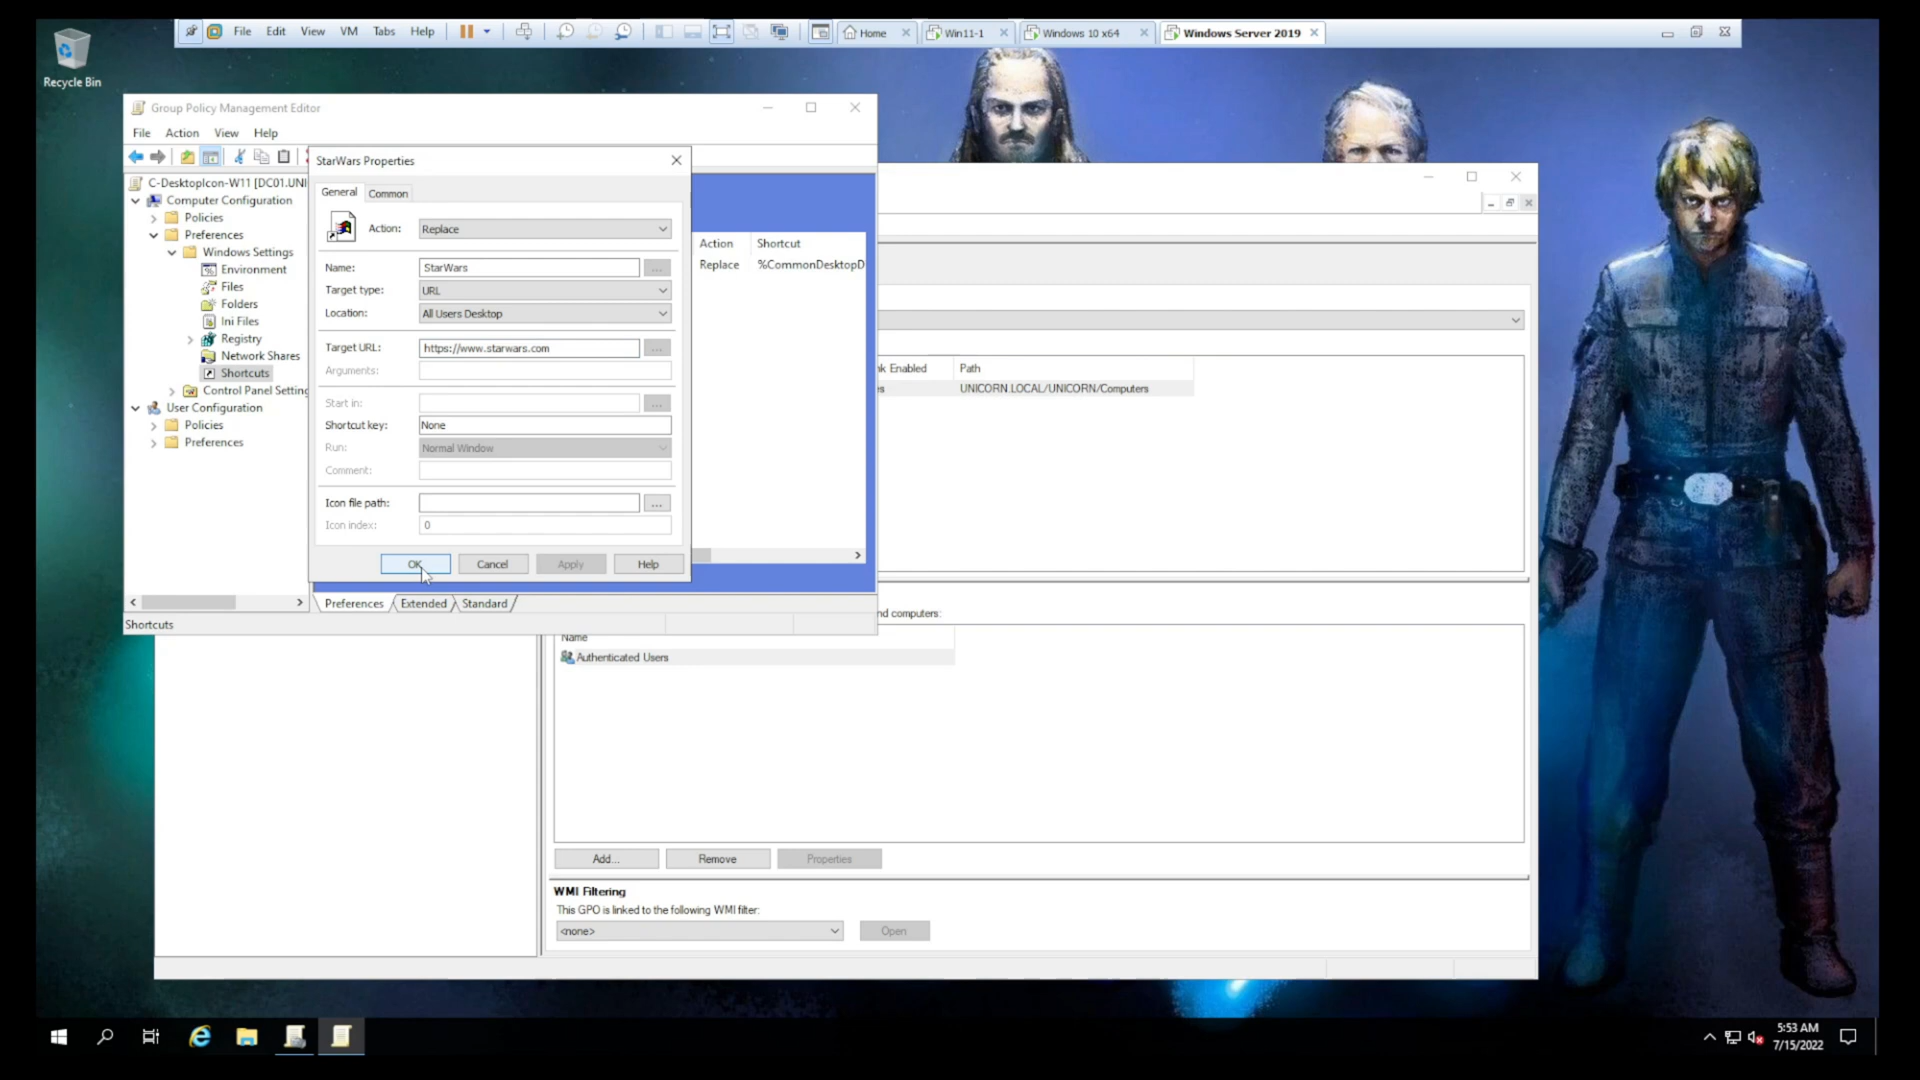 File Edit View VM Tabs Help
Home
Win11-1
Windows 10 x64
Windows Server 2019
Recycle Bin
Group Policy Management Editor
File Action View Help
C-DesktopIcon-W11 [DC01.UNI
Computer Configuration
Policies
Preferences
Windows Settings
Environment
Files
Folders
Ini Files
Registry
Network Shares
Shortcuts
Control Panel Setting
User Configuration
Policies
Preferences
StarWars Properties
General
Common
Action: Replace
Name: StarWars
Target type: URL
Location: All Users Desktop
Target URL: https://www.starwars.com
Arguments:
Start in:
Shortcut key: None
Run: Normal Window
Comment:
Icon file path:
Icon index: 0
OK
Cancel
Apply
Help
Action Shortcut
Replace %CommonDesktopD
Preferences Extended Standard
Shortcuts
nk Enabled Path
es UNICORN.LOCAL/UNICORN/Computers
nd computers:
Name
Authenticated Users
Add...
Remove
Properties
WMI Filtering
This GPO is linked to the following WMI filter:
<none>
Open
5:53 AM
7/15/2022